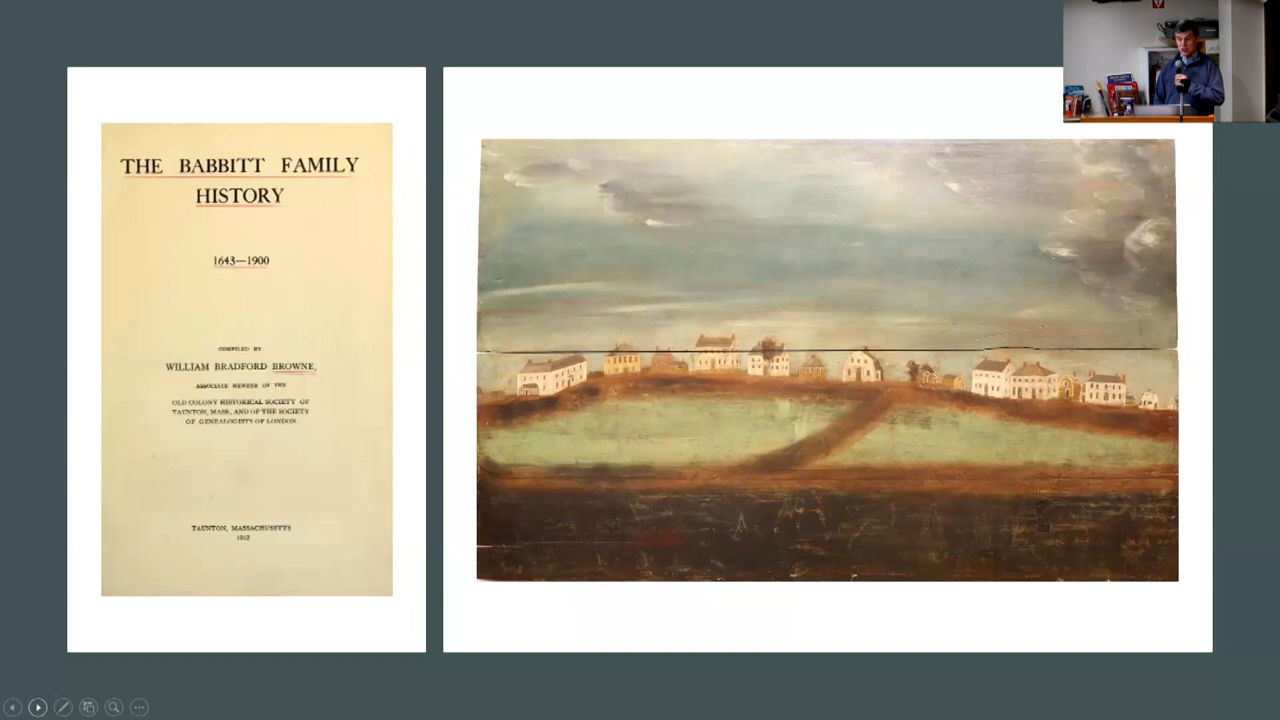 THE BABBITT FAMILY
HISTORY
1643—1900
COMPILED BY
WILLIAM BRADFORD BROWNE,
ASSOCIATE MEMBER OF THE
OLD COLONY HISTORICAL SOCIETY OF
TAUNTON, MASS., AND OF THE SOCIETY
OF GENEALOGISTS OF LONDON.
TAUNTON, MASSACHUSETTS
1912